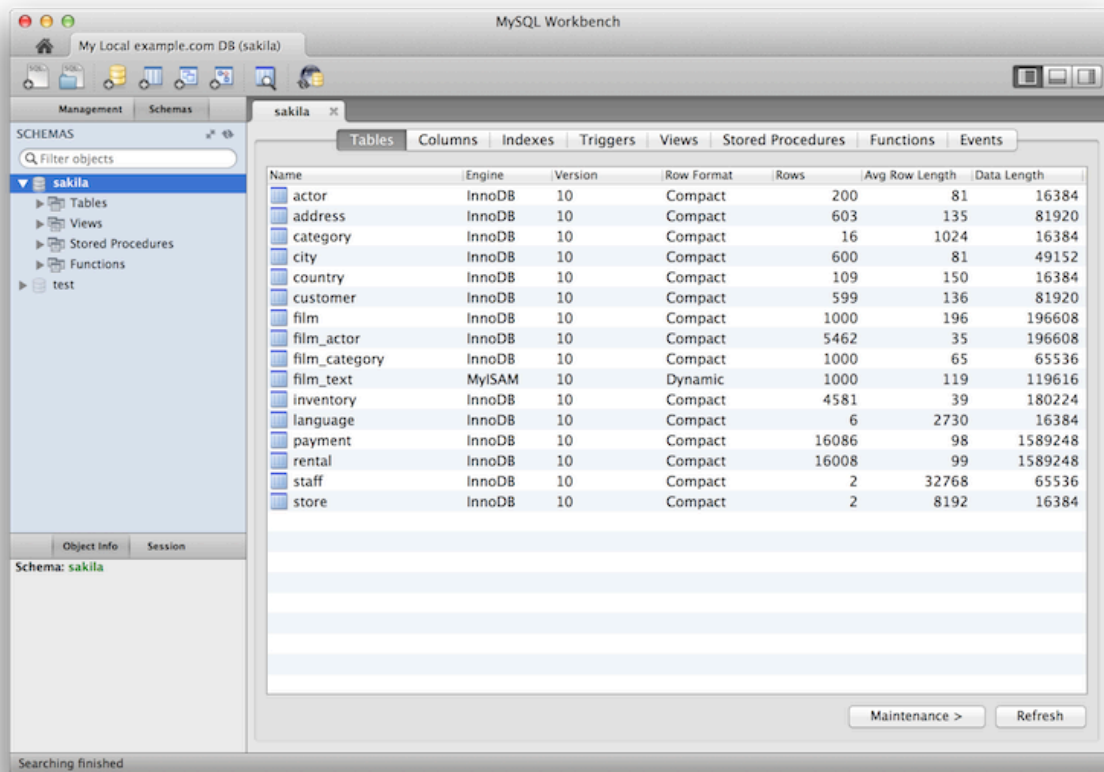 MySQL Workbench
My Local example.com DB (sakila)
Management Schemas
SCHEMAS
Filter objects
sakila
Tables
Views
Stored Procedures
Functions
test
Object Info Session
Schema: sakila
sakila
Tables Columns Indexes Triggers Views Stored Procedures Functions Events
Name Engine Version Row Format Rows Avg Row Length Data Length
actor InnoDB 10 Compact 200 81 16384
address InnoDB 10 Compact 603 135 81920
category InnoDB 10 Compact 16 1024 16384
city InnoDB 10 Compact 600 81 49152
country InnoDB 10 Compact 109 150 16384
customer InnoDB 10 Compact 599 136 81920
film InnoDB 10 Compact 1000 196 196608
film_actor InnoDB 10 Compact 5462 35 196608
film_category InnoDB 10 Compact 1000 65 65536
film_text MyISAM 10 Dynamic 1000 119 119616
inventory InnoDB 10 Compact 4581 39 180224
language InnoDB 10 Compact 6 2730 16384
payment InnoDB 10 Compact 16086 98 1589248
rental InnoDB 10 Compact 16008 99 1589248
staff InnoDB 10 Compact 2 32768 65536
store InnoDB 10 Compact 2 8192 16384
Maintenance > Refresh
Searching finished